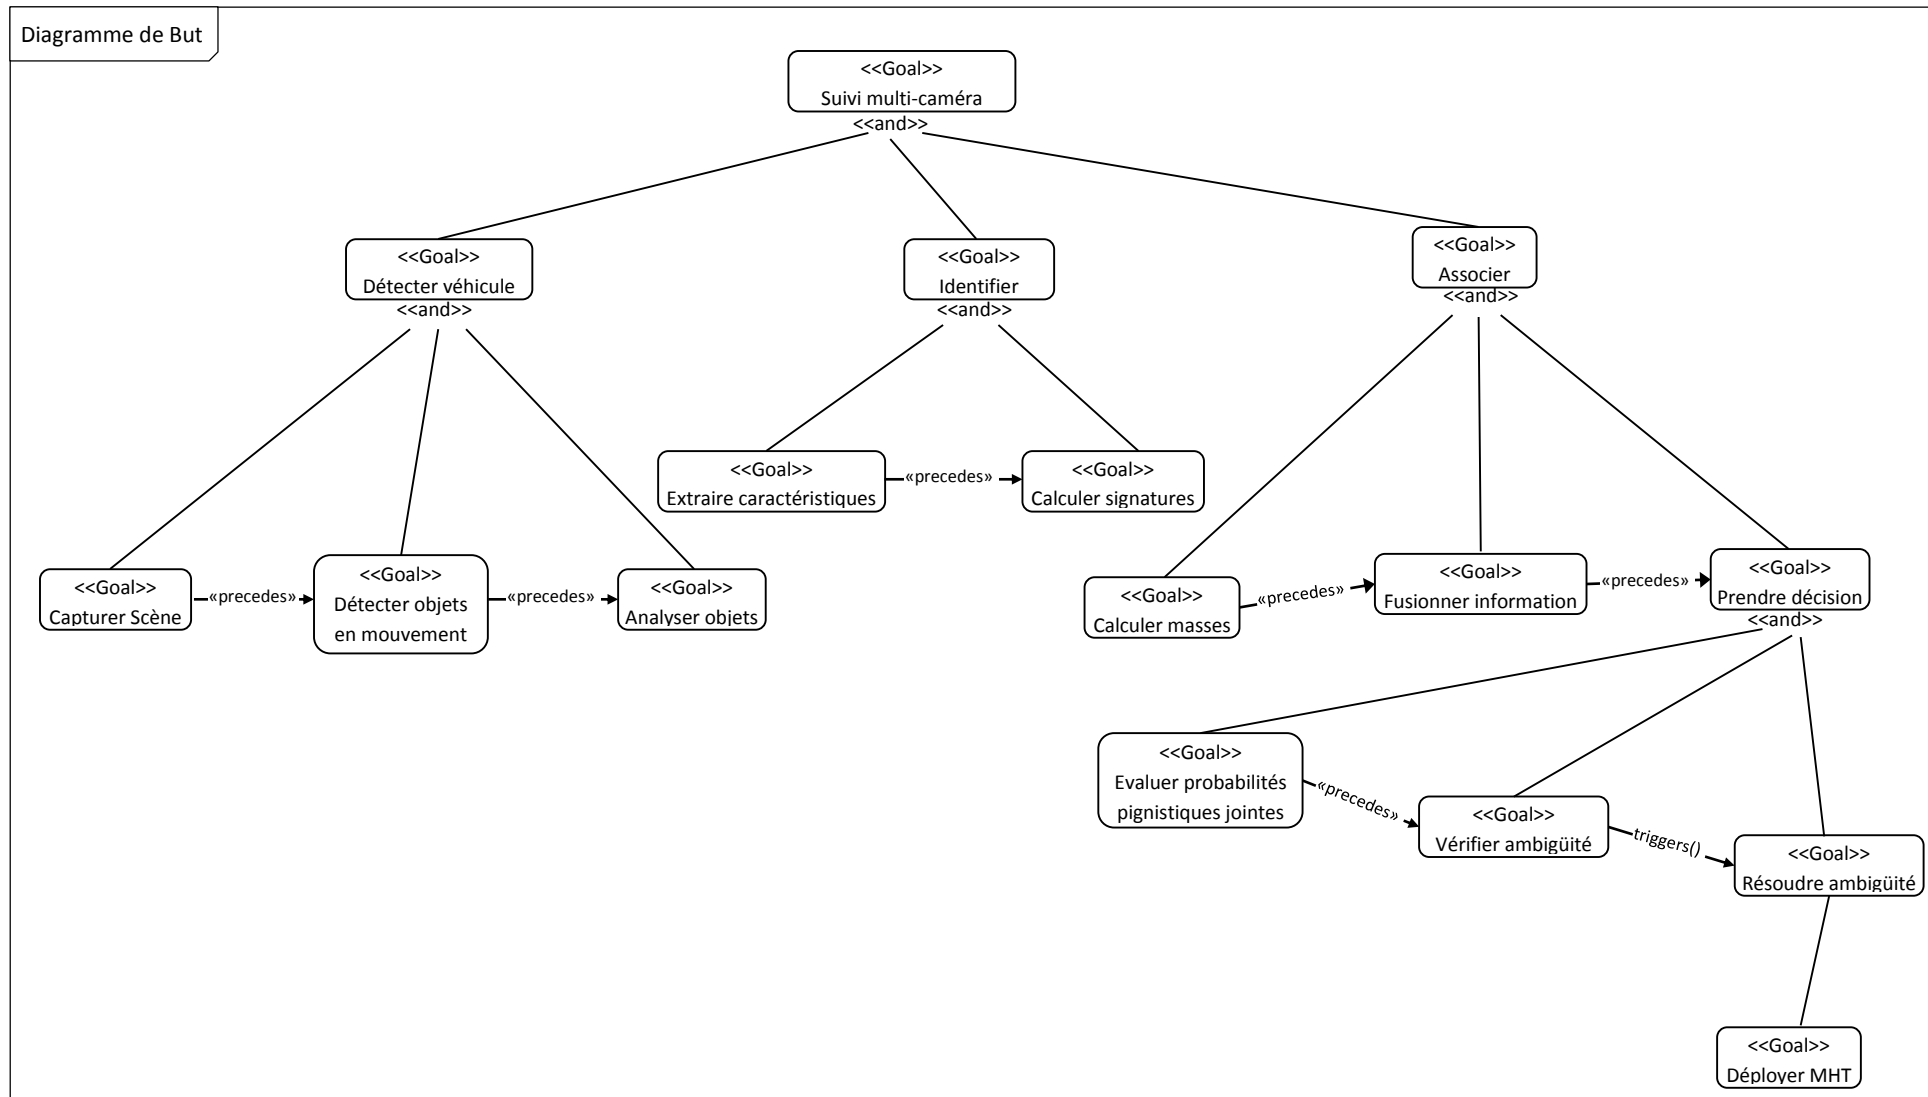 Diagramme de But
<<Goal>>
Suivi multi-caméra
<<and>>
<<Goal>>
Détecter véhicule
<<and>>
<<Goal>>
Identifier
<<and>>
<<Goal>>
Associer
<<and>>
<<Goal>>
Extraire caractéristiques
«precedes»
<<Goal>>
Calculer signatures
<<Goal>>
Capturer Scène
«precedes»
<<Goal>>
Détecter objets
en mouvement
«precedes»
<<Goal>>
Analyser objets
<<Goal>>
Calculer masses
«precedes»
<<Goal>>
Fusionner information
«precedes»
<<Goal>>
Prendre décision
<<and>>
<<Goal>>
Evaluer probabilités
pignistiques jointes
«precedes»
<<Goal>>
Vérifier ambigüité
triggers()
<<Goal>>
Résoudre ambigüité
<<Goal>>
Déployer MHT